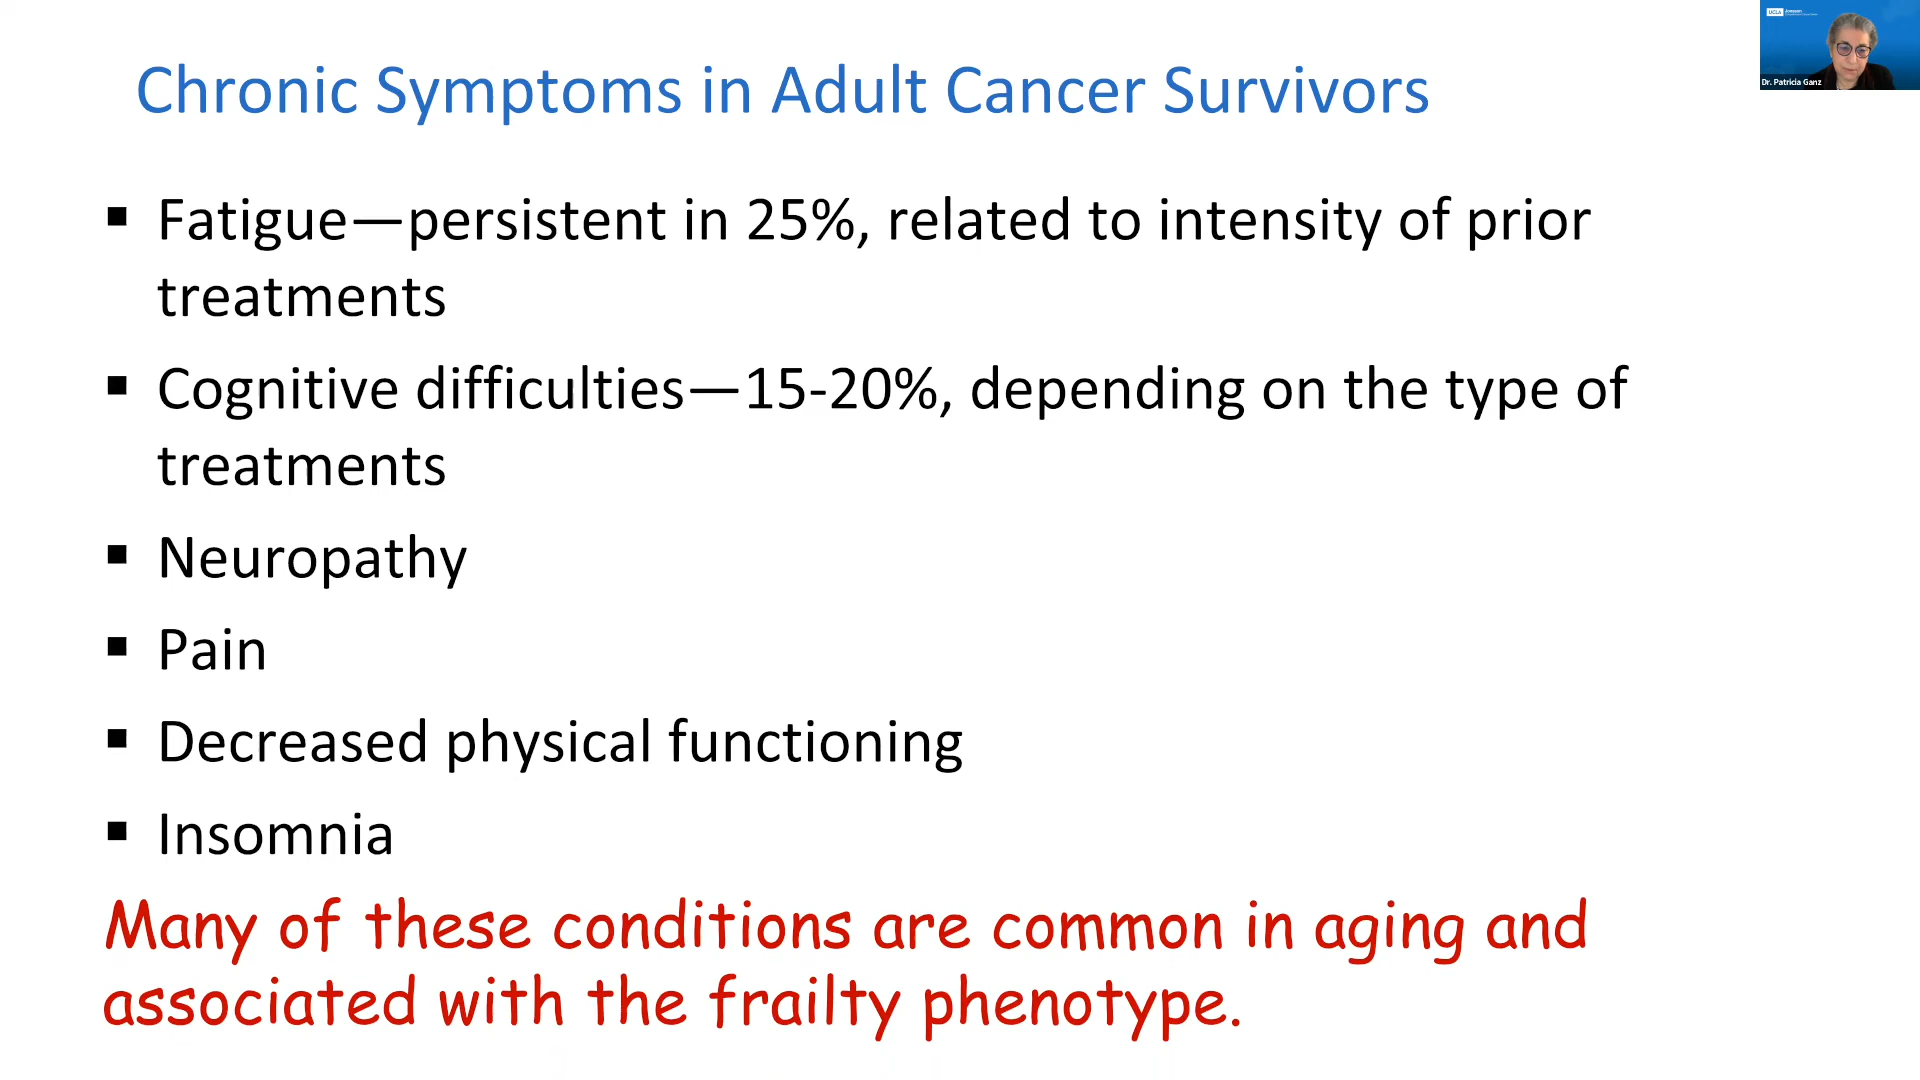 UCLA Jonsson
Dr. Patricia Ganz
Chronic Symptoms in Adult Cancer Survivors
▪ Fatigue—persistent in 25%, related to intensity of prior
treatments
▪ Cognitive difficulties—15-20%, depending on the type of
treatments
▪ Neuropathy
▪ Pain
▪ Decreased physical functioning
▪ Insomnia
Many of these conditions are common in aging and
associated with the frailty phenotype.